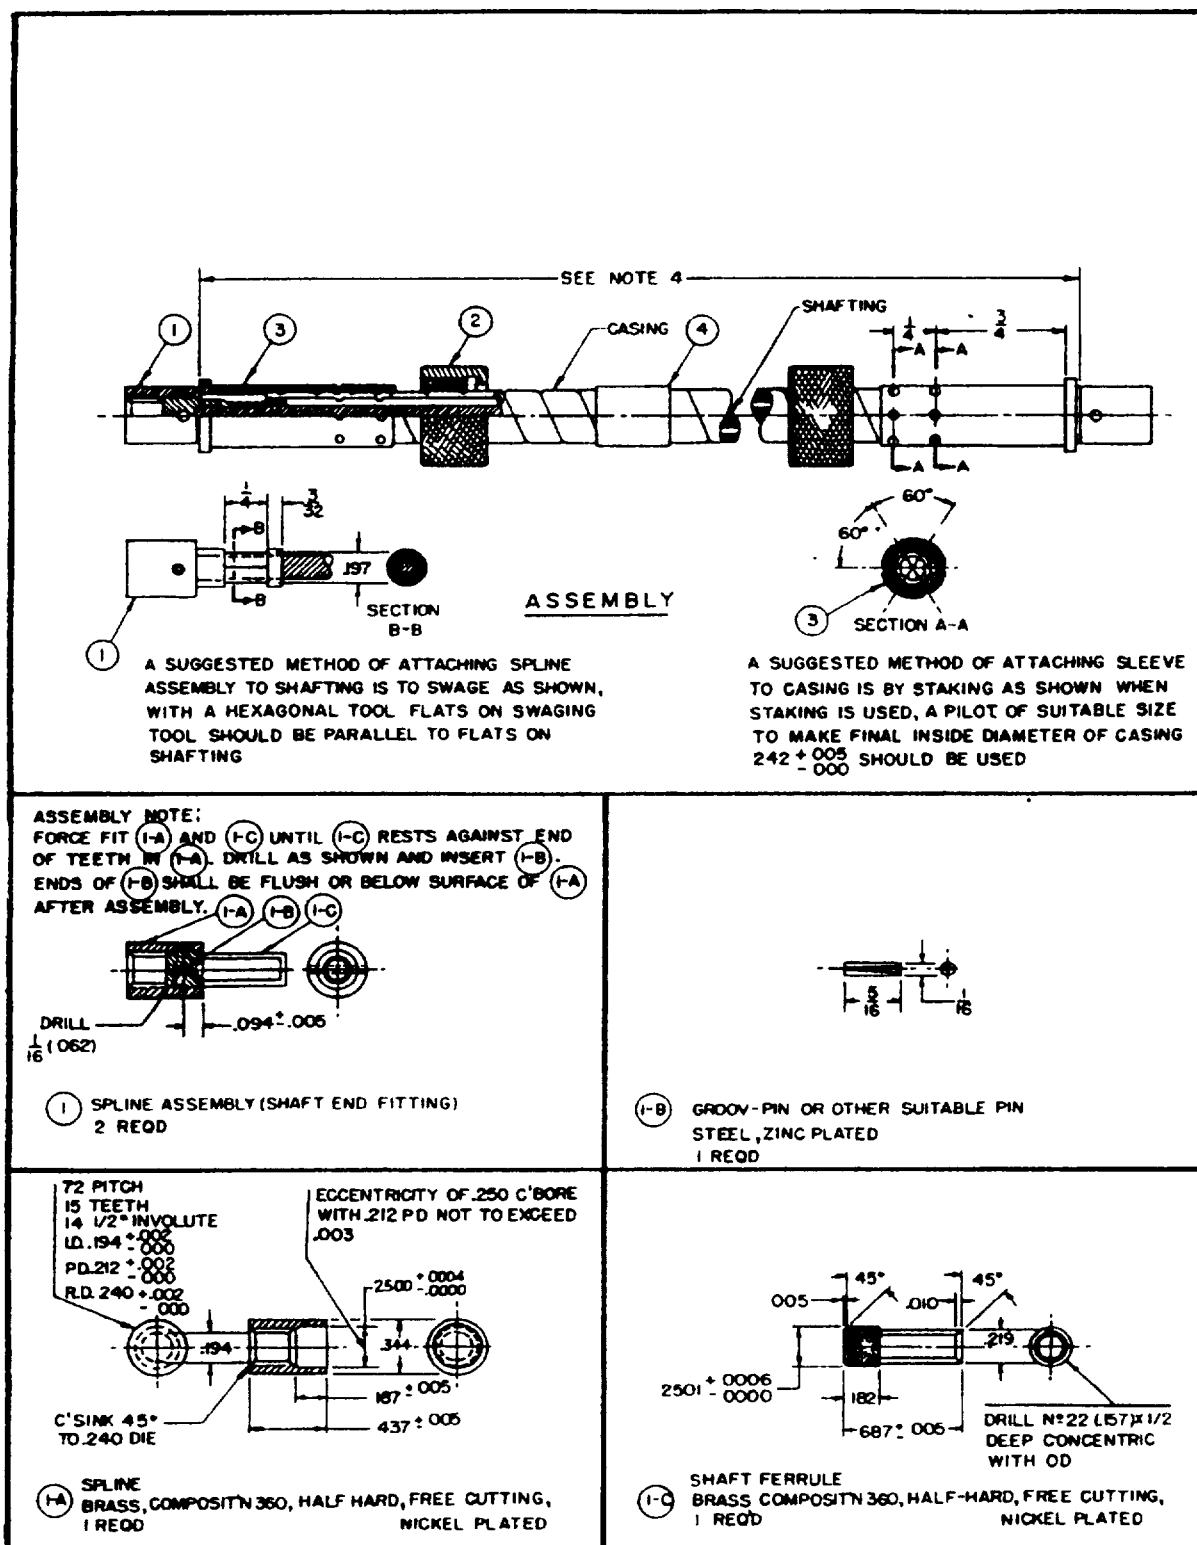 SEE NOTE 4
1
3
2
CASING
4
SHAFTING
1/4
3/4
A
A
A
A
1/4
3/32
B
B
.197
SECTION
B-B
ASSEMBLY
60°
60°
3
SECTION A-A
1
A SUGGESTED METHOD OF ATTACHING SPLINE
ASSEMBLY TO SHAFTING IS TO SWAGE AS SHOWN,
WITH A HEXAGONAL TOOL FLATS ON SWAGING
TOOL SHOULD BE PARALLEL TO FLATS ON
SHAFTING
A SUGGESTED METHOD OF ATTACHING SLEEVE
TO CASING IS BY STAKING AS SHOWN WHEN
STAKING IS USED, A PILOT OF SUITABLE SIZE
TO MAKE FINAL INSIDE DIAMETER OF CASING
242 + 005 - 000 SHOULD BE USED
ASSEMBLY NOTE:
FORCE FIT 1-A AND 1-C UNTIL 1-C RESTS AGAINST END
OF TEETH IN 1-A. DRILL AS SHOWN AND INSERT 1-B.
ENDS OF 1-B SHALL BE FLUSH OR BELOW SURFACE OF 1-A
AFTER ASSEMBLY.
1-A
1-B
1-C
DRILL
1/16 (062)
.094 ± .005
1 SPLINE ASSEMBLY (SHAFT END FITTING)
2 REQD
5/16
1/16
1-B GROOV-PIN OR OTHER SUITABLE PIN
STEEL, ZINC PLATED
1 REQD
72 PITCH
15 TEETH
14 1/2° INVOLUTE
I.D. .194 +.002 -.000
P.D. .212 +.002 -.000
R.D. .240 +.002 -.000
ECCENTRICITY OF .250 C'BORE
WITH .212 PD NOT TO EXCEED
.003
.2500 +.0004 -.0000
.194
.344
187 ± 005
437 ± 005
C'SINK 45°
TO .240 DIE
1-A SPLINE
BRASS, COMPOSIT'N 360, HALF HARD, FREE CUTTING,
1 REQD NICKEL PLATED
45°
45°
005
.010
.219
2501 + 0006 - 0000
182
687 ± 005
DRILL Nº 22 (.157) X 1/2
DEEP CONCENTRIC
WITH OD
1-C SHAFT FERRULE
BRASS COMPOSIT'N 360, HALF-HARD, FREE CUTTING,
1 REQ'D NICKEL PLATED